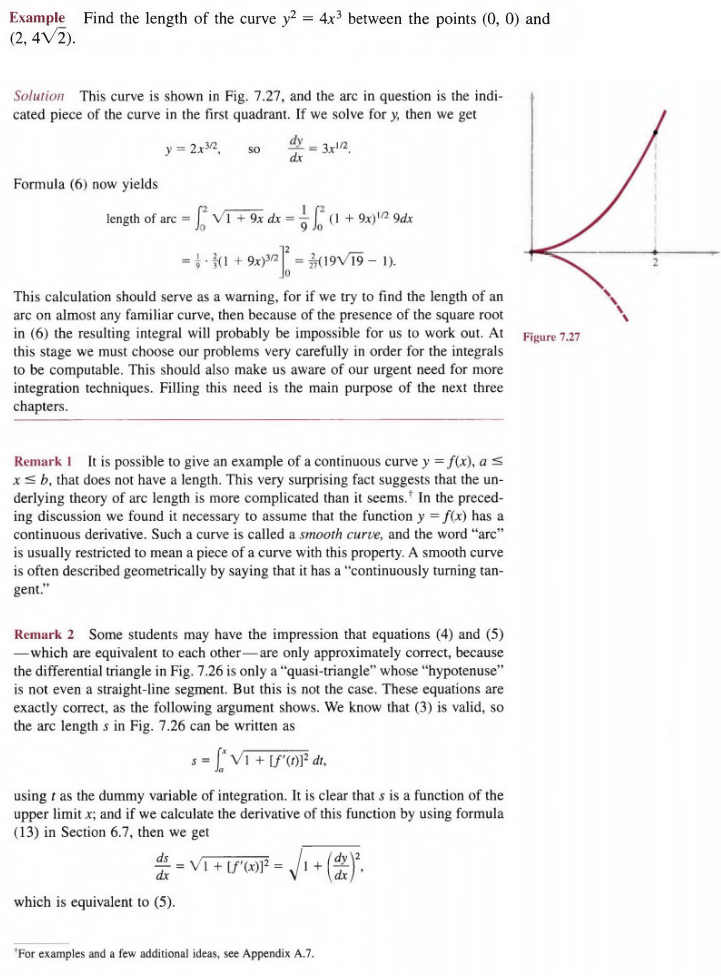 Example Find the length of the curve y² = 4x³ between the points (0, 0) and
(2, 4√2).
Solution This curve is shown in Fig. 7.27, and the arc in question is the indi-
cated piece of the curve in the first quadrant. If we solve for y, then we get
y = 2x^{3/2}, so dy/dx = 3x^{1/2}.
Formula (6) now yields
length of arc = ∫₀² √(1 + 9x) dx = 1/9 ∫₀² (1 + 9x)^{1/2} 9dx
= 1/9 · 2/3(1 + 9x)^{3/2}]₀² = 2/27(19√19 − 1).
This calculation should serve as a warning, for if we try to find the length of an
arc on almost any familiar curve, then because of the presence of the square root
in (6) the resulting integral will probably be impossible for us to work out. At
this stage we must choose our problems very carefully in order for the integrals
to be computable. This should also make us aware of our urgent need for more
integration techniques. Filling this need is the main purpose of the next three
chapters.
2
Figure 7.27
Remark 1 It is possible to give an example of a continuous curve y = f(x), a ≤
x ≤ b, that does not have a length. This very surprising fact suggests that the un-
derlying theory of arc length is more complicated than it seems.† In the preced-
ing discussion we found it necessary to assume that the function y = f(x) has a
continuous derivative. Such a curve is called a smooth curve, and the word “arc”
is usually restricted to mean a piece of a curve with this property. A smooth curve
is often described geometrically by saying that it has a “continuously turning tan-
gent.”
Remark 2 Some students may have the impression that equations (4) and (5)
—which are equivalent to each other—are only approximately correct, because
the differential triangle in Fig. 7.26 is only a “quasi-triangle” whose “hypotenuse”
is not even a straight-line segment. But this is not the case. These equations are
exactly correct, as the following argument shows. We know that (3) is valid, so
the arc length s in Fig. 7.26 can be written as
s = ∫ₐˣ √(1 + [f′(t)]²) dt,
using t as the dummy variable of integration. It is clear that s is a function of the
upper limit x; and if we calculate the derivative of this function by using formula
(13) in Section 6.7, then we get
ds/dx = √(1 + [f′(x)]²) = √(1 + (dy/dx)²),
which is equivalent to (5).
†For examples and a few additional ideas, see Appendix A.7.